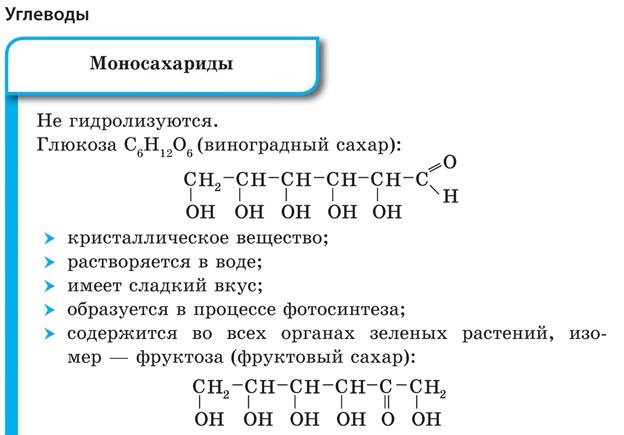 Углеводы
Моносахариды
Не гидролизуются.
Глюкоза C₆H₁₂O₆ (виноградный сахар):
O
CH₂–CH–CH–CH–CH–C
H
OH OH OH OH OH
кристаллическое вещество;
растворяется в воде;
имеет сладкий вкус;
образуется в процессе фотосинтеза;
содержится во всех органах зеленых растений, изо-
мер — фруктоза (фруктовый сахар):
CH₂–CH–CH–CH–C–CH₂
OH OH OH OH O OH